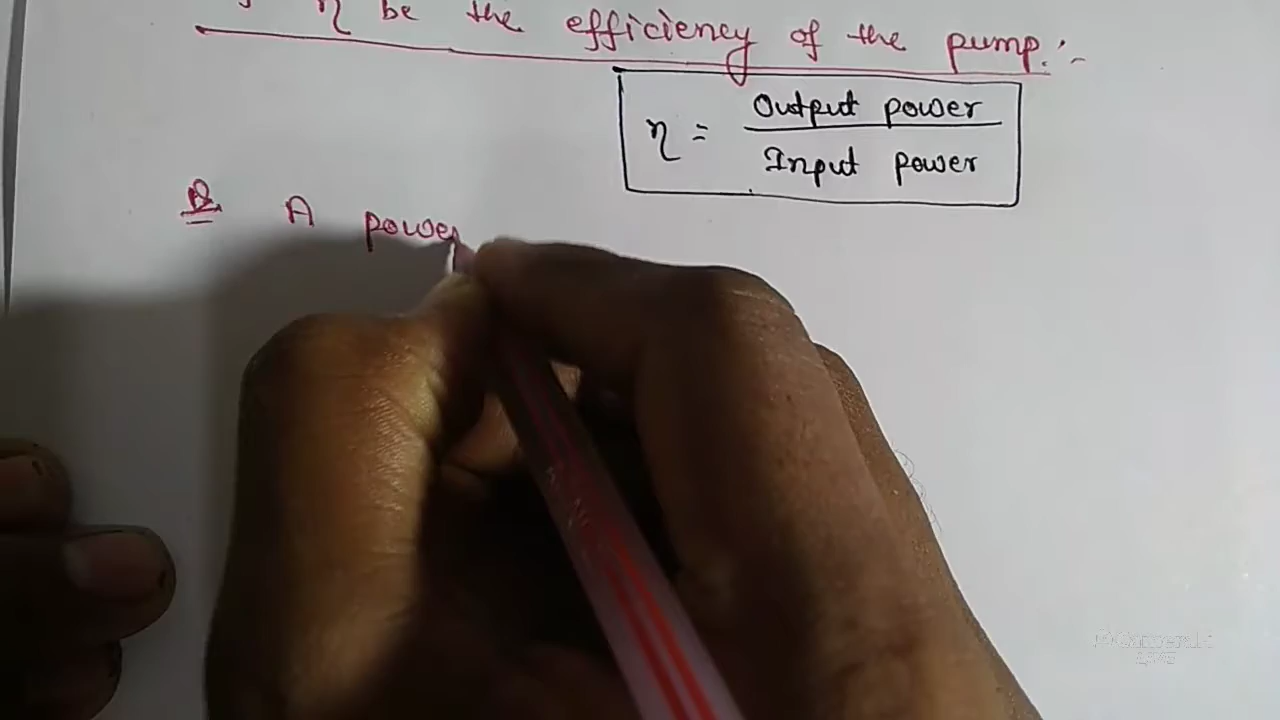 η be the efficiency of the pump :-
η = Output power / Input power
Q A power